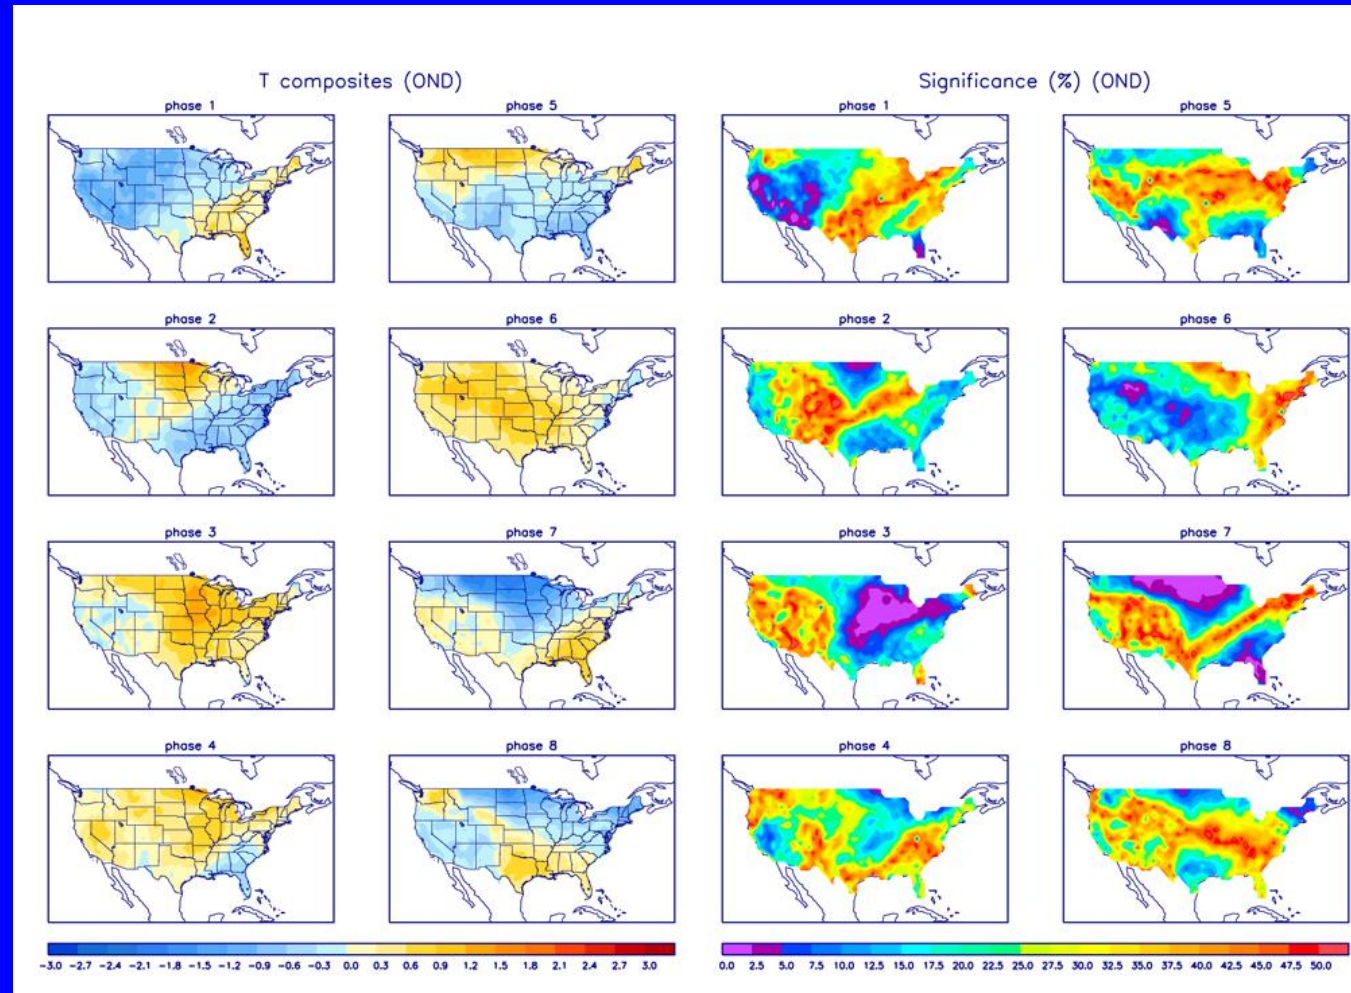 T composites (OND)
Significance (%) (OND)
phase 1
phase 5
phase 1
phase 5
phase 2
phase 6
phase 2
phase 6
phase 3
phase 7
phase 3
phase 7
phase 4
phase 8
phase 4
phase 8
-3.0 -2.7 -2.4 -2.1 -1.8 -1.5 -1.2 -0.9 -0.6 -0.3 0.0 0.3 0.6 0.9 1.2 1.5 1.8 2.1 2.4 2.7 3.0
0.0 2.5 5.0 7.5 10.0 12.5 15.0 17.5 20.0 22.5 25.0 27.5 30.0 32.5 35.0 37.5 40.0 42.5 45.0 47.5 50.0